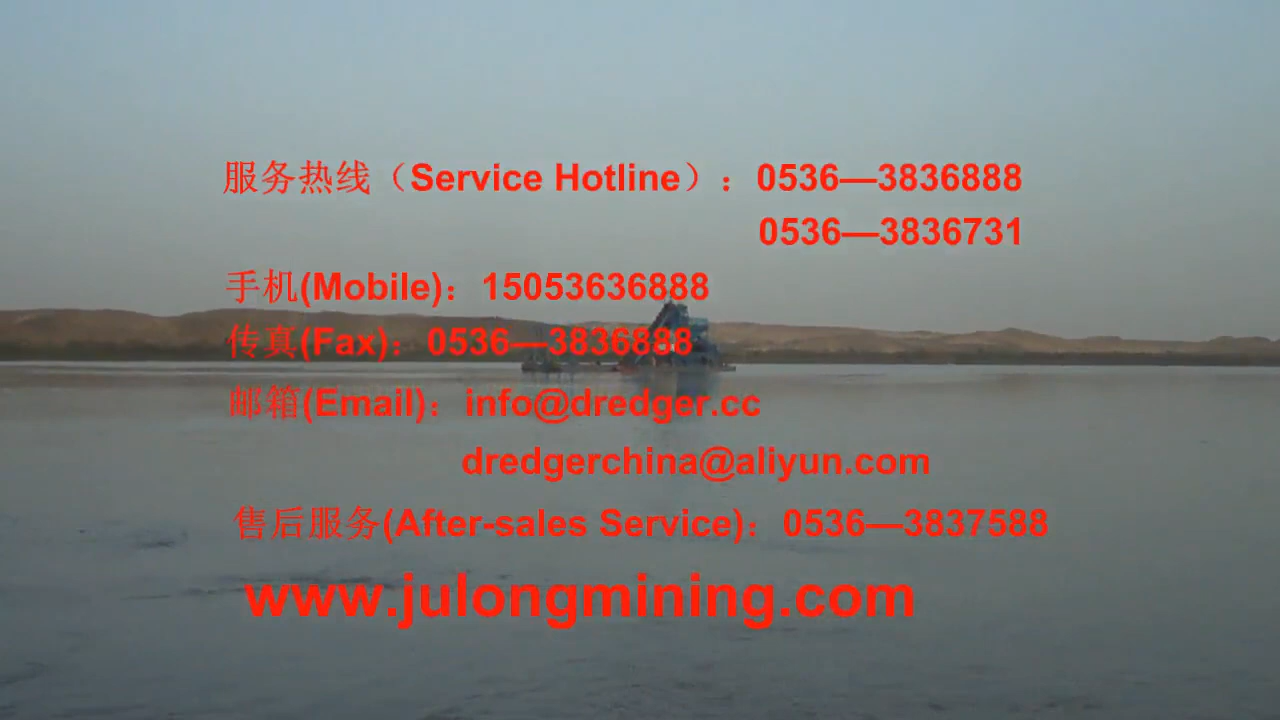 服务热线（Service Hotline）：0536—3836888
0536—3836731
手机(Mobile)：15053636888
传真(Fax)：0536—3836888
邮箱(Email)：info@dredger.cc
dredgerchina@aliyun.com
售后服务(After-sales Service)：0536—3837588
www.julongmining.com